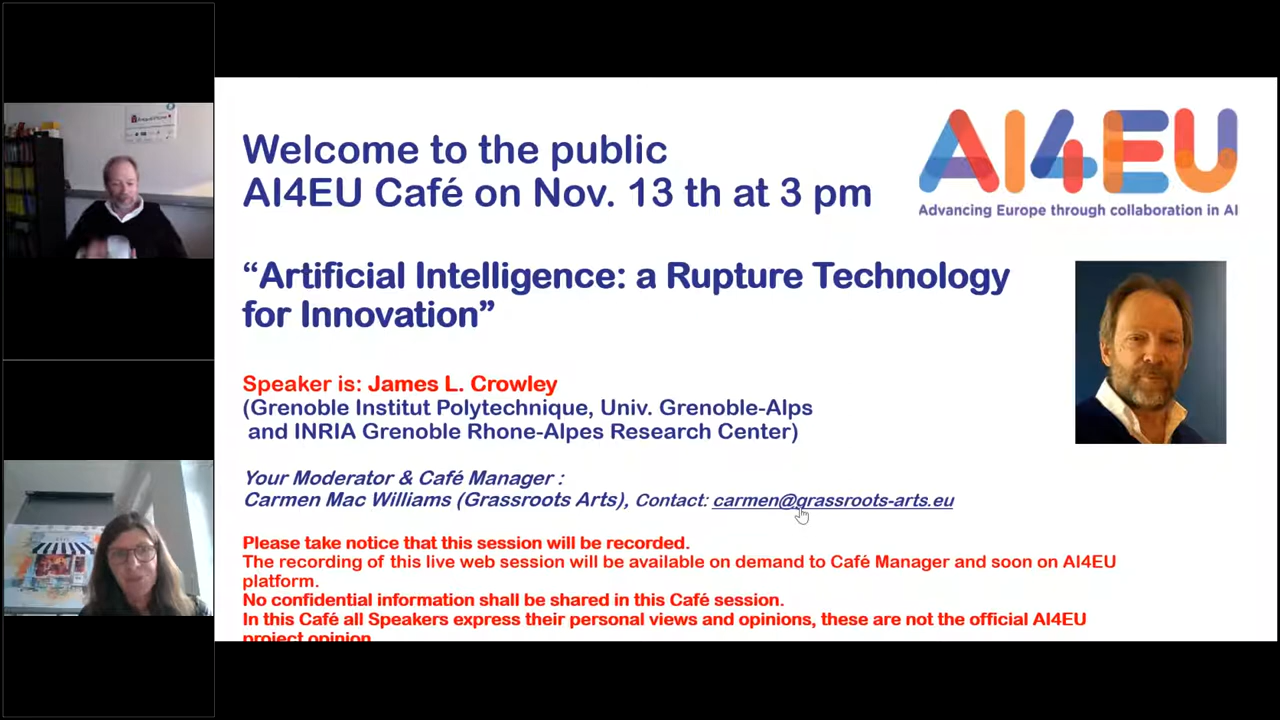 Welcome to the public
AI4EU Café on Nov. 13 th at 3 pm
AI4EU
Advancing Europe through collaboration in AI
“Artificial Intelligence: a Rupture Technology
for Innovation”
Speaker is: James L. Crowley
(Grenoble Institut Polytechnique, Univ. Grenoble-Alps
and INRIA Grenoble Rhone-Alpes Research Center)
Your Moderator & Café Manager :
Carmen Mac Williams (Grassroots Arts), Contact: carmen@grassroots-arts.eu
Please take notice that this session will be recorded.
The recording of this live web session will be available on demand to Café Manager and soon on AI4EU
platform.
No confidential information shall be shared in this Café session.
In this Café all Speakers express their personal views and opinions, these are not the official AI4EU
project opinion